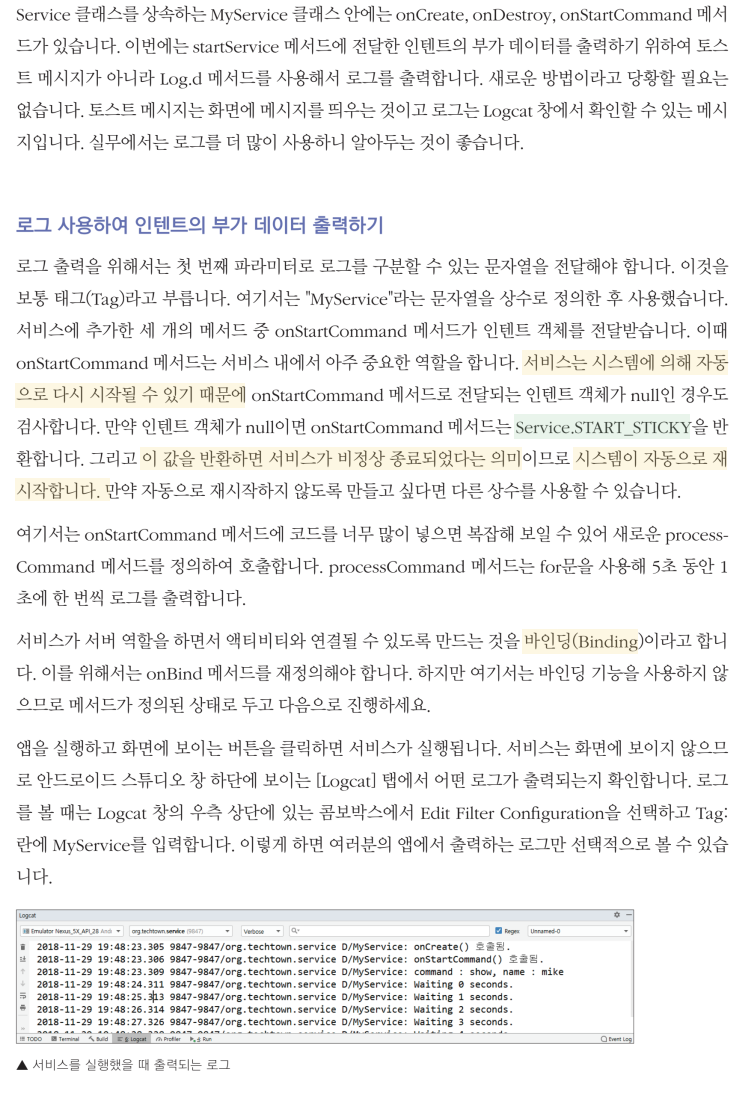 Service 클래스를 상속하는 MyService 클래스 안에는 onCreate, onDestroy, onStartCommand 메서
드가 있습니다. 이번에는 startService 메서드에 전달한 인텐트의 부가 데이터를 출력하기 위하여 토스
트 메시지가 아니라 Log.d 메서드를 사용해서 로그를 출력합니다. 새로운 방법이라고 당황할 필요는
없습니다. 토스트 메시지는 화면에 메시지를 띄우는 것이고 로그는 Logcat 창에서 확인할 수 있는 메시
지입니다. 실무에서는 로그를 더 많이 사용하니 알아두는 것이 좋습니다.
로그 사용하여 인텐트의 부가 데이터 출력하기
로그 출력을 위해서는 첫 번째 파라미터로 로그를 구분할 수 있는 문자열을 전달해야 합니다. 이것을
보통 태그(Tag)라고 부릅니다. 여기서는 "MyService"라는 문자열을 상수로 정의한 후 사용했습니다.
서비스에 추가한 세 개의 메서드 중 onStartCommand 메서드가 인텐트 객체를 전달받습니다. 이때
onStartCommand 메서드는 서비스 내에서 아주 중요한 역할을 합니다. 서비스는 시스템에 의해 자동
으로 다시 시작될 수 있기 때문에 onStartCommand 메서드로 전달되는 인텐트 객체가 null인 경우도
검사합니다. 만약 인텐트 객체가 null이면 onStartCommand 메서드는 Service.START_STICKY을 반
환합니다. 그리고 이 값을 반환하면 서비스가 비정상 종료되었다는 의미이므로 시스템이 자동으로 재
시작합니다. 만약 자동으로 재시작하지 않도록 만들고 싶다면 다른 상수를 사용할 수 있습니다.
여기서는 onStartCommand 메서드에 코드를 너무 많이 넣으면 복잡해 보일 수 있어 새로운 process-
Command 메서드를 정의하여 호출합니다. processCommand 메서드는 for문을 사용해 5초 동안 1
초에 한 번씩 로그를 출력합니다.
서비스가 서버 역할을 하면서 액티비티와 연결될 수 있도록 만드는 것을 바인딩(Binding)이라고 합니
다. 이를 위해서는 onBind 메서드를 재정의해야 합니다. 하지만 여기서는 바인딩 기능을 사용하지 않
으므로 메서드가 정의된 상태로 두고 다음으로 진행하세요.
앱을 실행하고 화면에 보이는 버튼을 클릭하면 서비스가 실행됩니다. 서비스는 화면에 보이지 않으므
로 안드로이드 스튜디오 창 하단에 보이는 [Logcat] 탭에서 어떤 로그가 출력되는지 확인합니다. 로그
를 볼 때는 Logcat 창의 우측 상단에 있는 콤보박스에서 Edit Filter Configuration을 선택하고 Tag:
란에 MyService를 입력합니다. 이렇게 하면 여러분의 앱에서 출력하는 로그만 선택적으로 볼 수 있습
니다.
Logcat
Emulator Nexus_5X_API_28 Andr org.techtown.service (9847) Verbose Regex Unnamed-0
2018-11-29 19:48:23.305 9847-9847/org.techtown.service D/MyService: onCreate() 호출됨.
2018-11-29 19:48:23.306 9847-9847/org.techtown.service D/MyService: onStartCommand() 호출됨.
2018-11-29 19:48:23.309 9847-9847/org.techtown.service D/MyService: command : show, name : mike
2018-11-29 19:48:24.311 9847-9847/org.techtown.service D/MyService: Waiting 0 seconds.
2018-11-29 19:48:25.313 9847-9847/org.techtown.service D/MyService: Waiting 1 seconds.
2018-11-29 19:48:26.314 9847-9847/org.techtown.service D/MyService: Waiting 2 seconds.
2018-11-29 19:48:27.326 9847-9847/org.techtown.service D/MyService: Waiting 3 seconds.
TODO Terminal Build 6: Logcat Profiler 4: Run Event Log
▲ 서비스를 실행했을 때 출력되는 로그